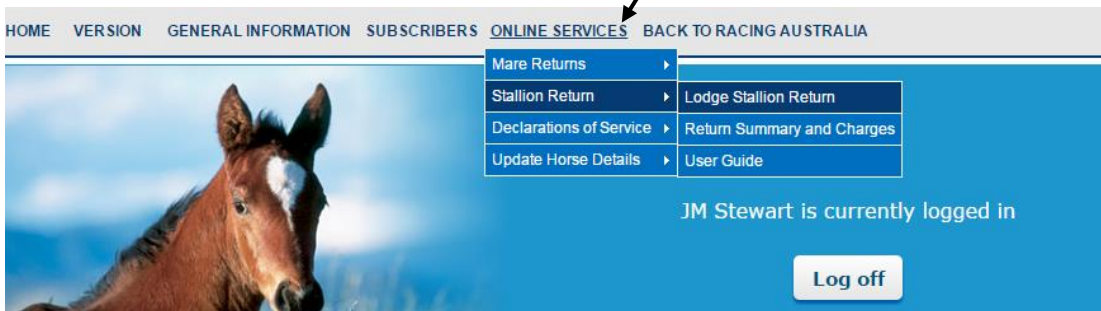 HOME VERSION GENERAL INFORMATION SUBSCRIBERS ONLINE SERVICES BACK TO RACING AUSTRALIA
Mare Returns
Stallion Return
Declarations of Service
Update Horse Details
Lodge Stallion Return
Return Summary and Charges
User Guide
JM Stewart is currently logged in
Log off